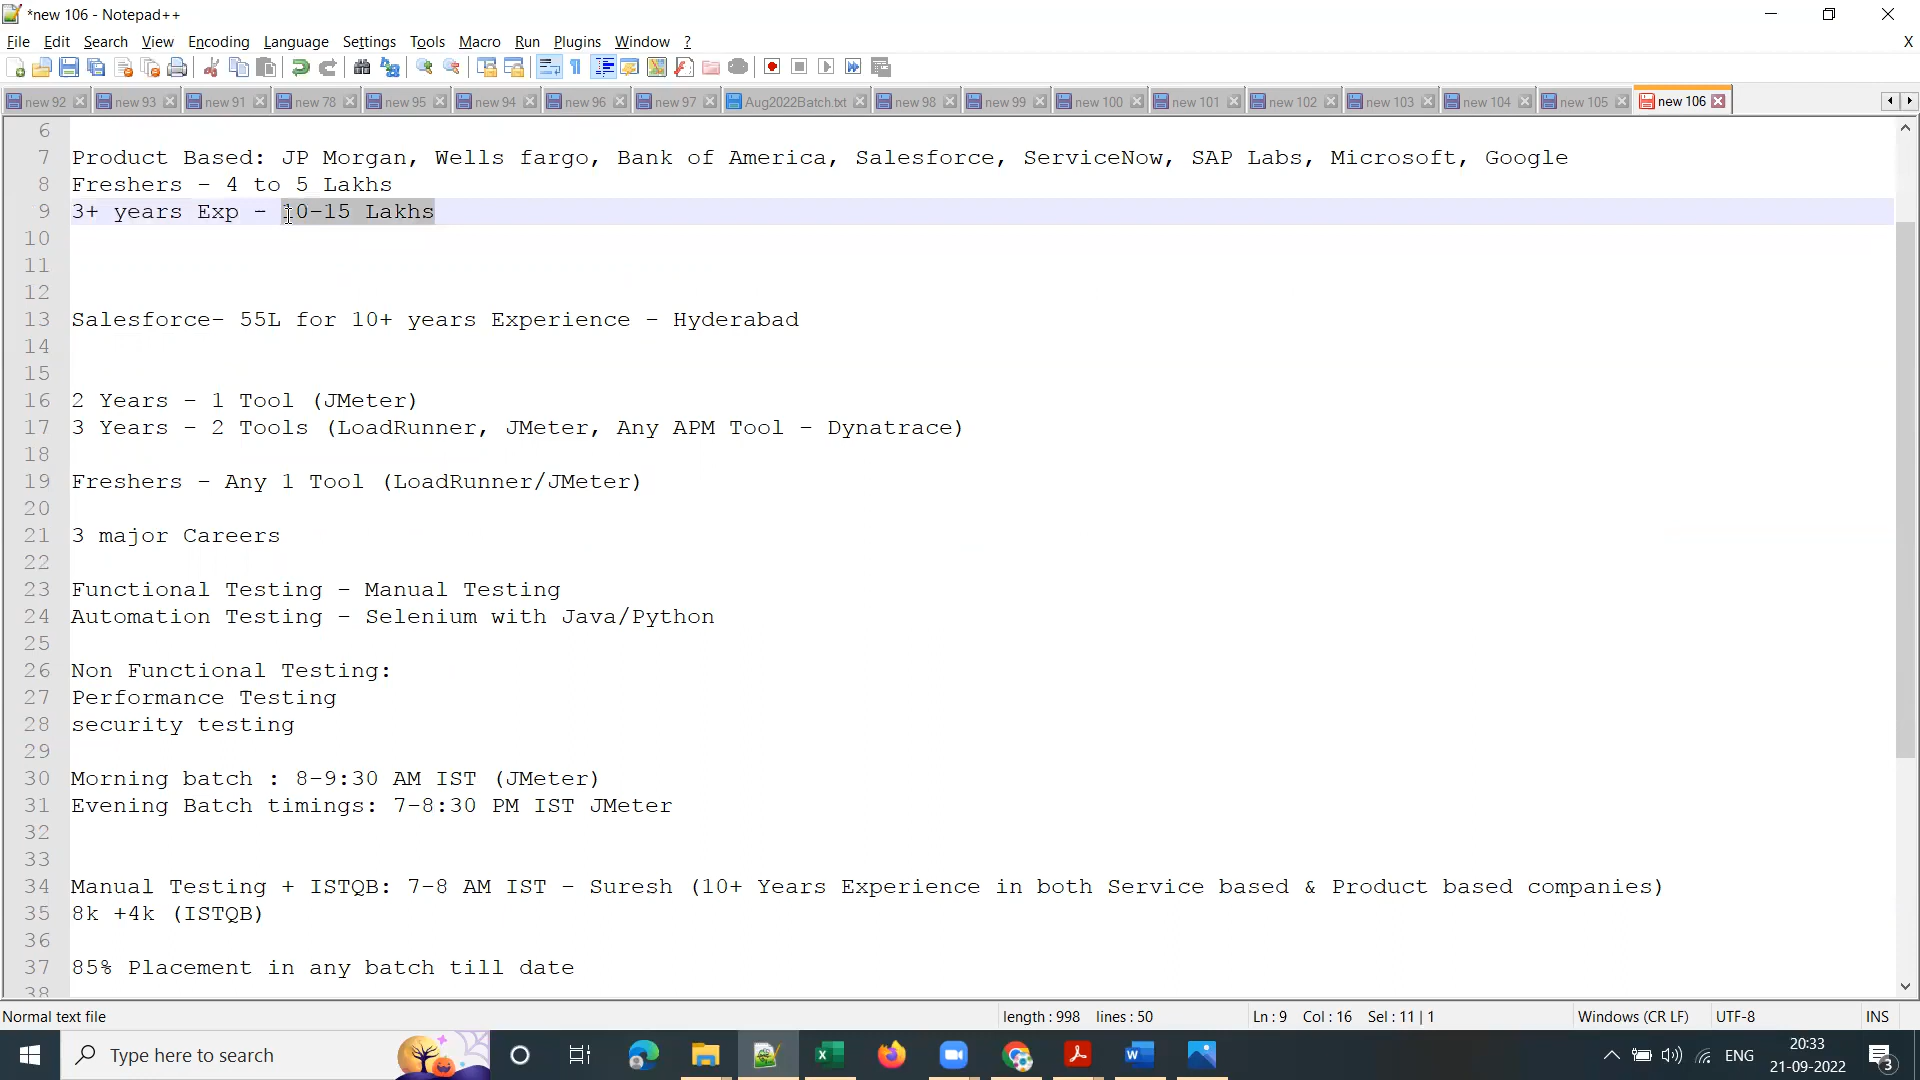 *new 106 - Notepad++
File Edit Search View Encoding Language Settings Tools Macro Run Plugins Window ? X
new 92 new 93 new 91 new 78 new 95 new 94 new 96 new 97 Aug2022Batch.txt new 98 new 99 new 100 new 101 new 102 new 103 new 104 new 105 new 106
6
7 Product Based: JP Morgan, Wells fargo, Bank of America, Salesforce, ServiceNow, SAP Labs, Microsoft, Google
8 Freshers - 4 to 5 Lakhs
9 3+ years Exp - 10-15 Lakhs
10
11
12
13 Salesforce- 55L for 10+ years Experience - Hyderabad
14
15
16 2 Years - 1 Tool (JMeter)
17 3 Years - 2 Tools (LoadRunner, JMeter, Any APM Tool - Dynatrace)
18
19 Freshers - Any 1 Tool (LoadRunner/JMeter)
20
21 3 major Careers
22
23 Functional Testing - Manual Testing
24 Automation Testing - Selenium with Java/Python
25
26 Non Functional Testing:
27 Performance Testing
28 security testing
29
30 Morning batch : 8-9:30 AM IST (JMeter)
31 Evening Batch timings: 7-8:30 PM IST JMeter
32
33
34 Manual Testing + ISTQB: 7-8 AM IST - Suresh (10+ Years Experience in both Service based & Product based companies)
35 8k +4k (ISTQB)
36
37 85% Placement in any batch till date
38
Normal text file length : 998 lines : 50 Ln : 9 Col : 16 Sel : 11 | 1 Windows (CR LF) UTF-8 INS
Type here to search ENG 20:33
21-09-2022 3